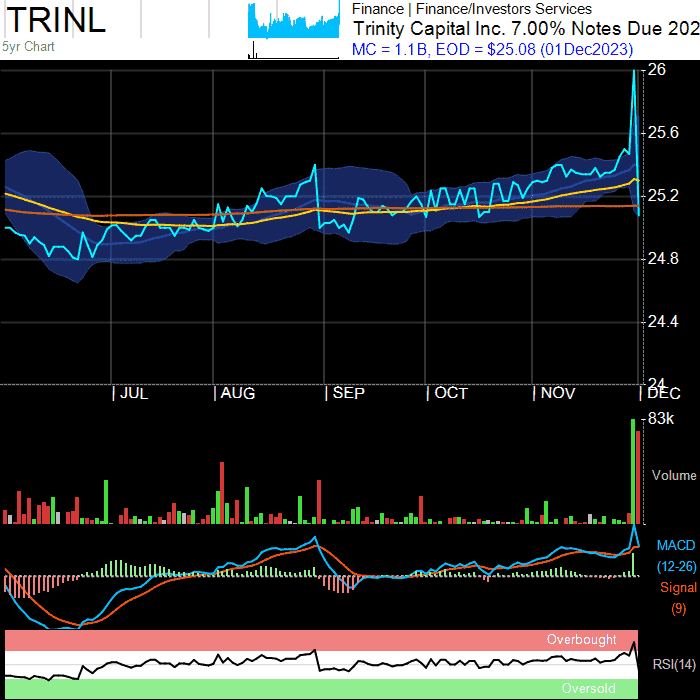 TRINL
5yr Chart
Finance | Finance/Investors Services
Trinity Capital Inc. 7.00% Notes Due 202
MC = 1.1B, EOD = $25.08 (01Dec2023)
26
25.6
25.2
24.8
24.4
24
JUL AUG SEP OCT NOV DEC
83k
Volume
MACD
(12-26)
Signal
(9)
Overbought
RSI(14)
Oversold